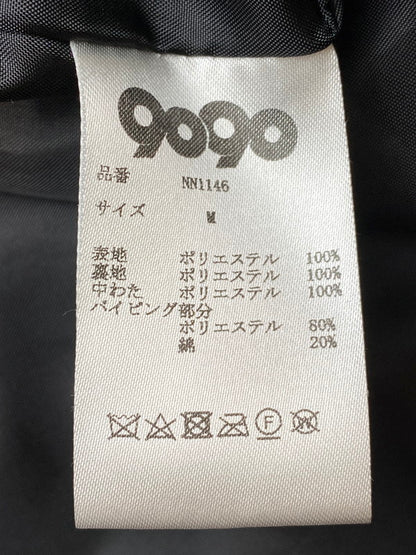 9090
品番 NN1146
サイズ M
表地 ポリエステル 100%
裏地 ポリエステル 100%
中わた ポリエステル 100%
パイピング部分
ポリエステル 80%
綿 20%
F W